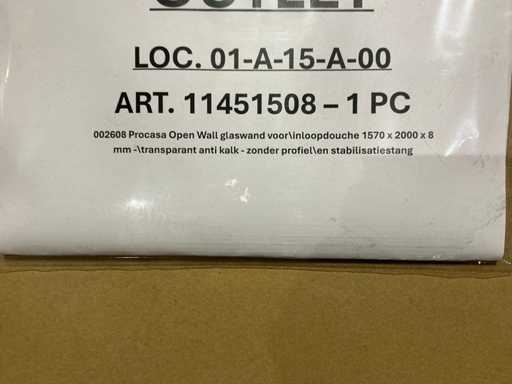 OUTLET
LOC. 01-A-15-A-00
ART. 11451508 – 1 PC
002608 Procasa Open Wall glaswand voor\inloopdouche 1570 x 2000 x 8
mm -\transparant anti kalk - zonder profiel\en stabilisatiestang